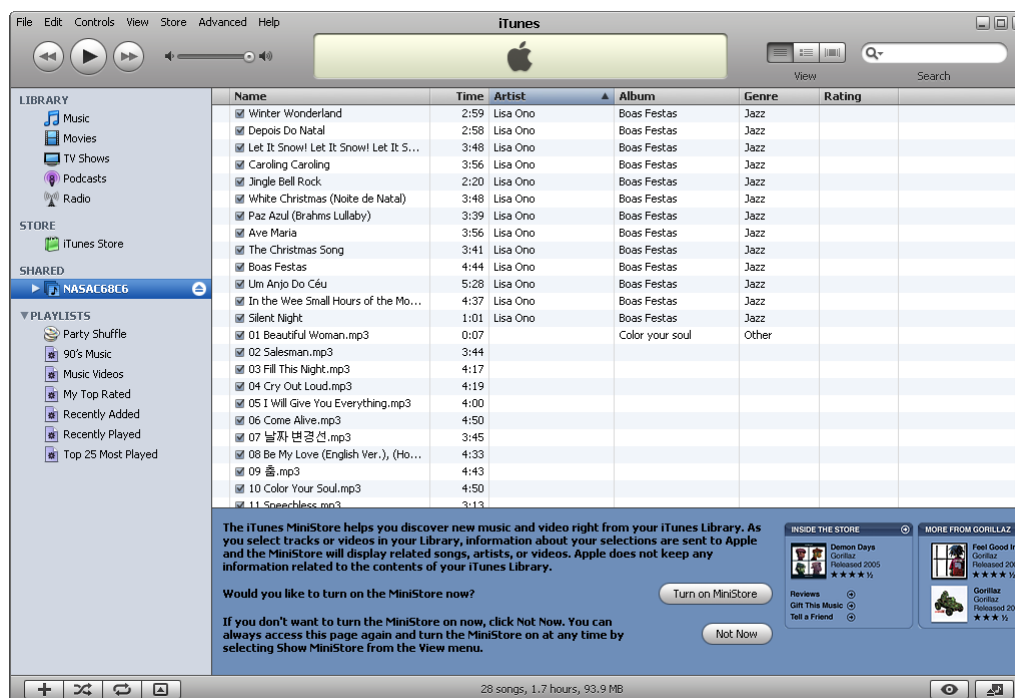 iTunes
File Edit Controls View Store Advanced Help
View
Search
LIBRARY
Music
Movies
TV Shows
Podcasts
Radio
STORE
iTunes Store
SHARED
NASAC68C6
PLAYLISTS
Party Shuffle
90's Music
Music Videos
My Top Rated
Recently Added
Recently Played
Top 25 Most Played
Name Time Artist Album Genre Rating
Winter Wonderland 2:59 Lisa Ono Boas Festas Jazz
Depois Do Natal 2:58 Lisa Ono Boas Festas Jazz
Let It Snow! Let It Snow! Let It S... 3:48 Lisa Ono Boas Festas Jazz
Caroling Caroling 3:56 Lisa Ono Boas Festas Jazz
Jingle Bell Rock 2:20 Lisa Ono Boas Festas Jazz
White Christmas (Noite de Natal) 3:48 Lisa Ono Boas Festas Jazz
Paz Azul (Brahms Lullaby) 3:39 Lisa Ono Boas Festas Jazz
Ave Maria 3:56 Lisa Ono Boas Festas Jazz
The Christmas Song 3:41 Lisa Ono Boas Festas Jazz
Boas Festas 4:44 Lisa Ono Boas Festas Jazz
Um Anjo Do Céu 5:28 Lisa Ono Boas Festas Jazz
In the Wee Small Hours of the Mo... 4:37 Lisa Ono Boas Festas Jazz
Silent Night 1:01 Lisa Ono Boas Festas Jazz
01 Beautiful Woman.mp3 0:07 Color your soul Other
02 Salesman.mp3 3:44
03 Fill This Night.mp3 4:17
04 Cry Out Loud.mp3 4:19
05 I Will Give You Everything.mp3 4:00
06 Come Alive.mp3 4:50
07 날짜 변경선.mp3 3:45
08 Be My Love (English Ver.), (Ho... 4:33
09 춤.mp3 4:43
10 Color Your Soul.mp3 4:50
11 Speechless.mp3 3:13
The iTunes MiniStore helps you discover new music and video right from your iTunes Library. As
you select tracks or videos in your Library, information about your selections are sent to Apple
and the MiniStore will display related songs, artists, or videos. Apple does not keep any
information related to the contents of your iTunes Library.
Would you like to turn on the MiniStore now?
Turn on MiniStore
If you don't want to turn the MiniStore on now, click Not Now. You can
always access this page again and turn the MiniStore on at any time by
selecting Show MiniStore from the View menu.
Not Now
INSIDE THE STORE
Demon Days
Gorillaz
Released 2005
Reviews
Gift This Music
Tell a Friend
MORE FROM GORILLAZ
Feel Good In
Gorillaz
Released 200
Gorillaz
Gorillaz
Released 20
28 songs, 1.7 hours, 93.9 MB